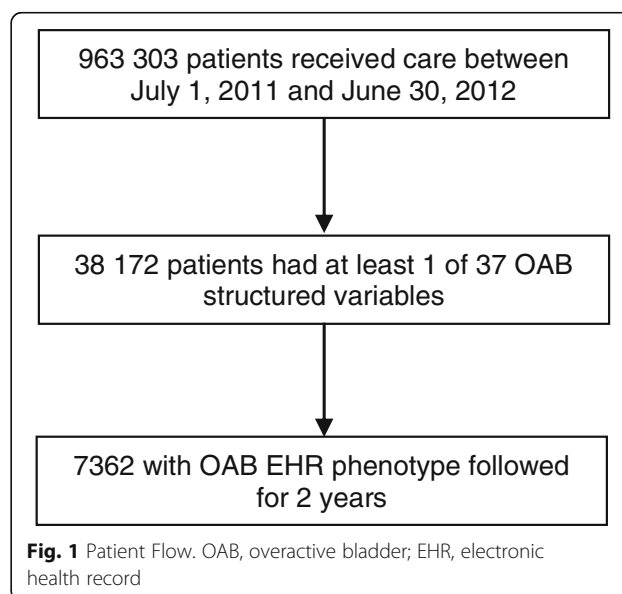 963 303 patients received care between
July 1, 2011 and June 30, 2012
38 172 patients had at least 1 of 37 OAB
structured variables
7362 with OAB EHR phenotype followed
for 2 years
Fig. 1 Patient Flow. OAB, overactive bladder; EHR, electronic
health record